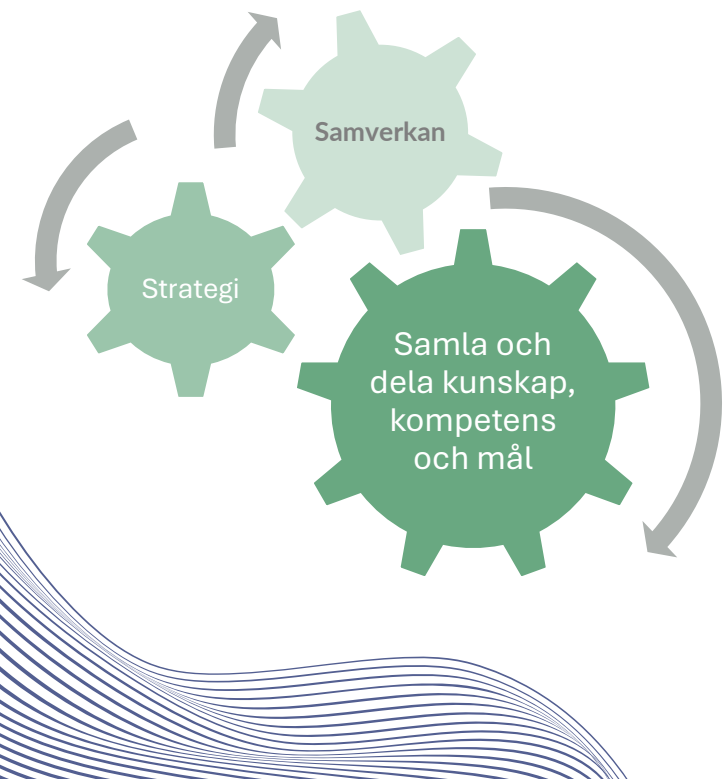 Samverkan
Strategi
Samla och
dela kunskap,
kompetens
och mål